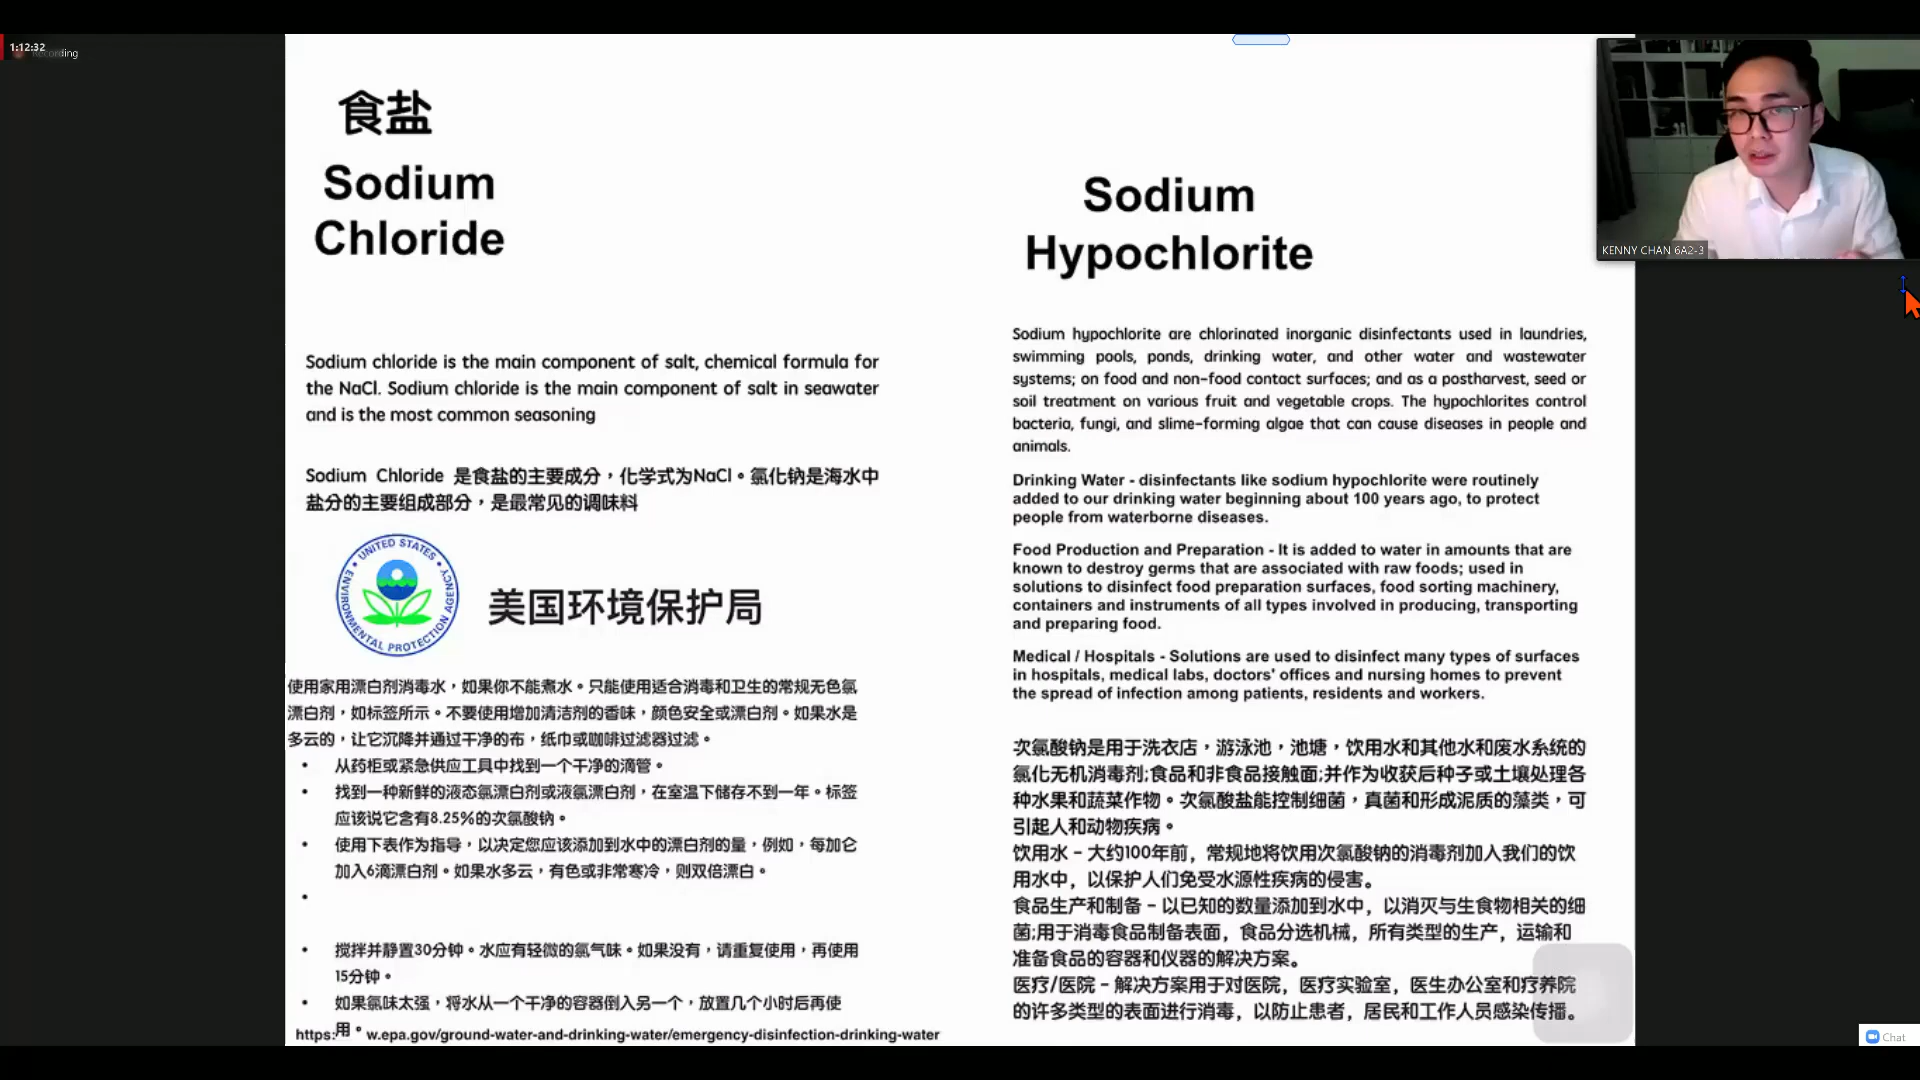 1:12:32
Recording
食盐
Sodium
Chloride
Sodium chloride is the main component of salt, chemical formula for
the NaCl. Sodium chloride is the main component of salt in seawater
and is the most common seasoning
Sodium Chloride 是食盐的主要成分，化学式为NaCl。氯化钠是海水中
盐分的主要组成部分，是最常见的调味料
UNITED STATES
ENVIRONMENTAL PROTECTION AGENCY
美国环境保护局
使用家用漂白剂消毒水，如果你不能煮水。只能使用适合消毒和卫生的常规无色氯
漂白剂，如标签所示。不要使用增加清洁剂的香味，颜色安全或漂白剂。如果水是
多云的，让它沉降并通过干净的布，纸巾或咖啡过滤器过滤。
• 从药柜或紧急供应工具中找到一个干净的滴管。
• 找到一种新鲜的液态氯漂白剂或液氯漂白剂，在室温下储存不到一年。标签
应该说它含有8.25%的次氯酸钠。
• 使用下表作为指导，以决定您应该添加到水中的漂白剂的量，例如，每加仑
加入6滴漂白剂。如果水多云，有色或非常寒冷，则双倍漂白。
•
• 搅拌并静置30分钟。水应有轻微的氯气味。如果没有，请重复使用，再使用
15分钟。
• 如果氯味太强，将水从一个干净的容器倒入另一个，放置几个小时后再使
用。
https: w.epa.gov/ground-water-and-drinking-water/emergency-disinfection-drinking-water
Sodium
Hypochlorite
Sodium hypochlorite are chlorinated inorganic disinfectants used in laundries,
swimming pools, ponds, drinking water, and other water and wastewater
systems; on food and non-food contact surfaces; and as a postharvest, seed or
soil treatment on various fruit and vegetable crops. The hypochlorites control
bacteria, fungi, and slime-forming algae that can cause diseases in people and
animals.
Drinking Water - disinfectants like sodium hypochlorite were routinely
added to our drinking water beginning about 100 years ago, to protect
people from waterborne diseases.
Food Production and Preparation - It is added to water in amounts that are
known to destroy germs that are associated with raw foods; used in
solutions to disinfect food preparation surfaces, food sorting machinery,
containers and instruments of all types involved in producing, transporting
and preparing food.
Medical / Hospitals - Solutions are used to disinfect many types of surfaces
in hospitals, medical labs, doctors' offices and nursing homes to prevent
the spread of infection among patients, residents and workers.
次氯酸钠是用于洗衣店，游泳池，池塘，饮用水和其他水和废水系统的
氯化无机消毒剂;食品和非食品接触面;并作为收获后种子或土壤处理各
种水果和蔬菜作物。次氯酸盐能控制细菌，真菌和形成泥质的藻类，可
引起人和动物疾病。
饮用水 – 大约100年前，常规地将饮用次氯酸钠的消毒剂加入我们的饮
用水中，以保护人们免受水源性疾病的侵害。
食品生产和制备 – 以已知的数量添加到水中，以消灭与生食物相关的细
菌;用于消毒食品制备表面，食品分选机械，所有类型的生产，运输和
准备食品的容器和仪器的解决方案。
医疗/医院 – 解决方案用于对医院，医疗实验室，医生办公室和疗养院
的许多类型的表面进行消毒，以防止患者，居民和工作人员感染传播。
KENNY CHAN 6A2-3
Chat